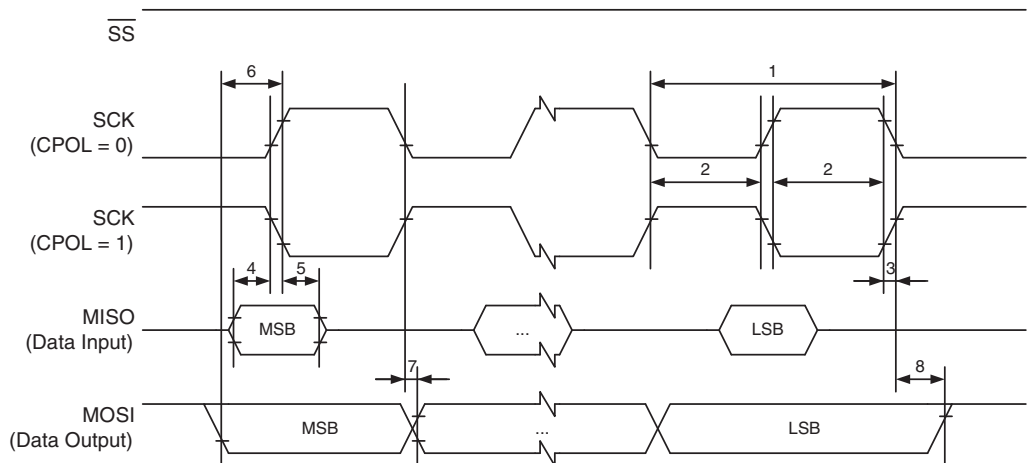 SS
6
1
SCK
(CPOL = 0)
2
2
SCK
(CPOL = 1)
4
5
3
MISO
(Data Input)
MSB
...
LSB
7
8
MOSI
(Data Output)
MSB
...
LSB